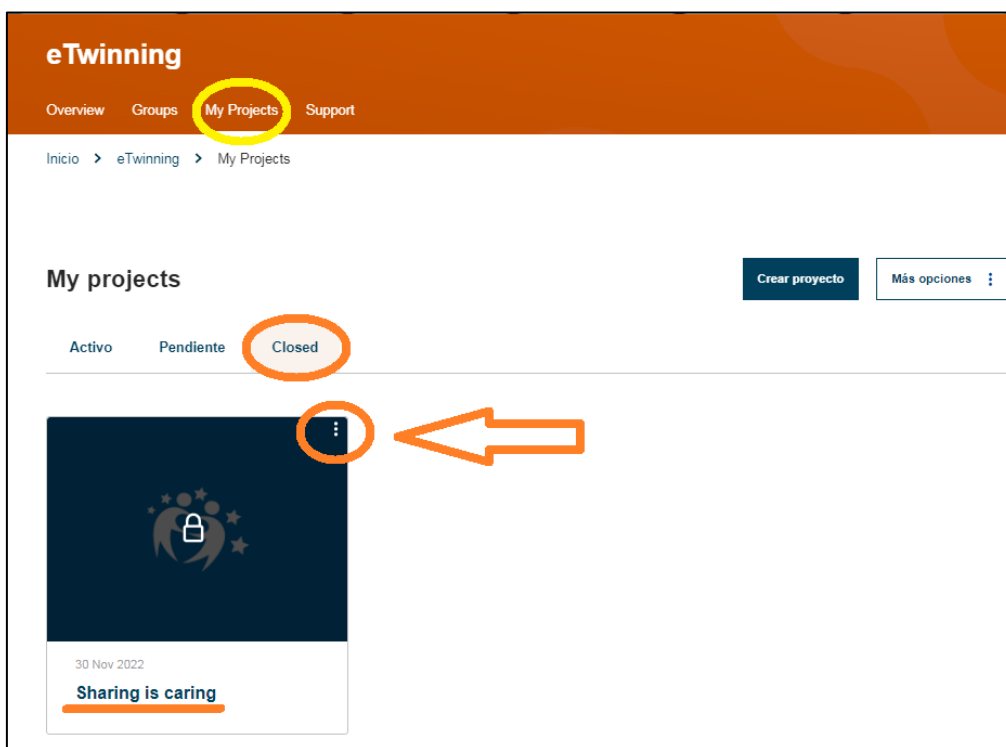 eTwinning
Overview Groups My Projects Support
Inicio > eTwinning > My Projects
My projects
Crear proyecto Más opciones
Activo Pendiente Closed
30 Nov 2022
Sharing is caring